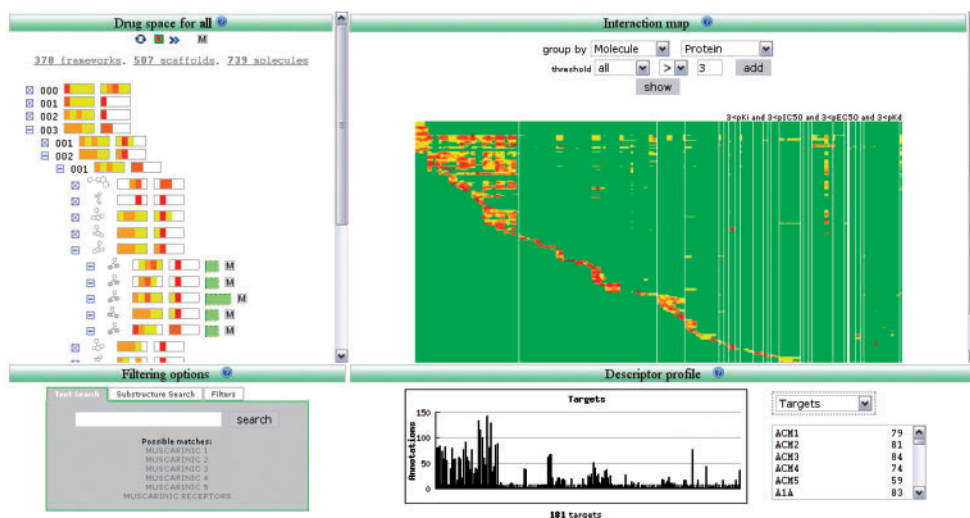 Drug space for all
M
378 frameworks, 507 scaffolds, 739 molecules
000
001
002
003
001
002
001
M
M
M
M
M
Interaction map
group by Molecule Protein
threshold all > 3 add
show
3<pKi and 3<pIC50 and 3<pEC50 and 3<pKd
Filtering options
Text Search Substructure Search Filters
search
Possible matches:
MUSCARINIC 1
MUSCARINIC 2
MUSCARINIC 3
MUSCARINIC 4
MUSCARINIC 5
MUSCARINIC RECEPTORS
Descriptor profile
Targets
Annotations
150
100
50
0
181 targets
Targets
ACM1 79
ACM2 81
ACM3 84
ACM4 74
ACM5 59
A1A 83